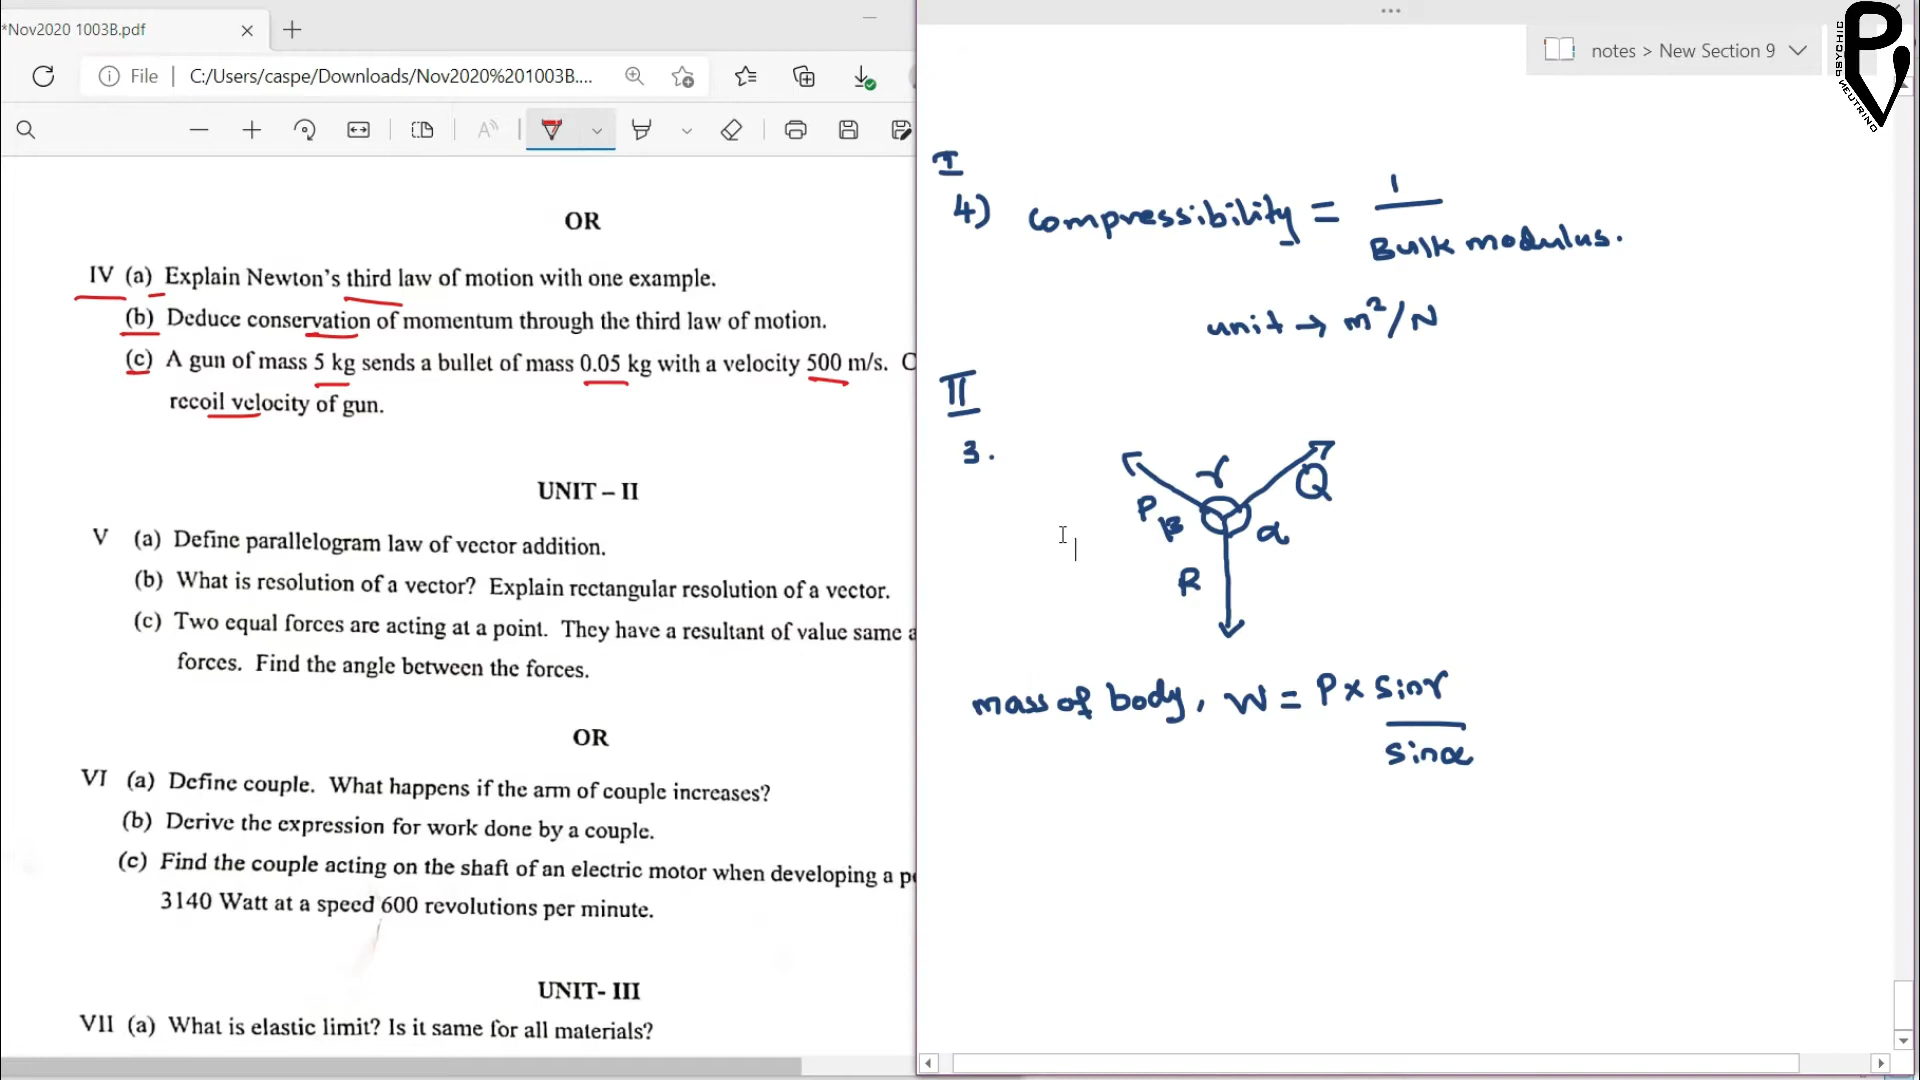 *Nov2020 1003B.pdf
File
C:/Users/caspe/Downloads/Nov2020%201003B....
OR
IV (a) Explain Newton's third law of motion with one example.
(b) Deduce conservation of momentum through the third law of motion.
(c) A gun of mass 5 kg sends a bullet of mass 0.05 kg with a velocity 500 m/s. C
recoil velocity of gun.
UNIT – II
V (a) Define parallelogram law of vector addition.
(b) What is resolution of a vector? Explain rectangular resolution of a vector.
(c) Two equal forces are acting at a point. They have a resultant of value same a
forces. Find the angle between the forces.
OR
VI (a) Define couple. What happens if the arm of couple increases?
(b) Derive the expression for work done by a couple.
(c) Find the couple acting on the shaft of an electric motor when developing a p
3140 Watt at a speed 600 revolutions per minute.
UNIT- III
VII (a) What is elastic limit? Is it same for all materials?
notes > New Section 9
PSYCHIC
NEUTRINO
I
4) compressibility = 1
Bulk modulus.
unit → m²/N
II
3.
γ
Q
P
β
α
R
mass of body, W = P × sinγ
sinα